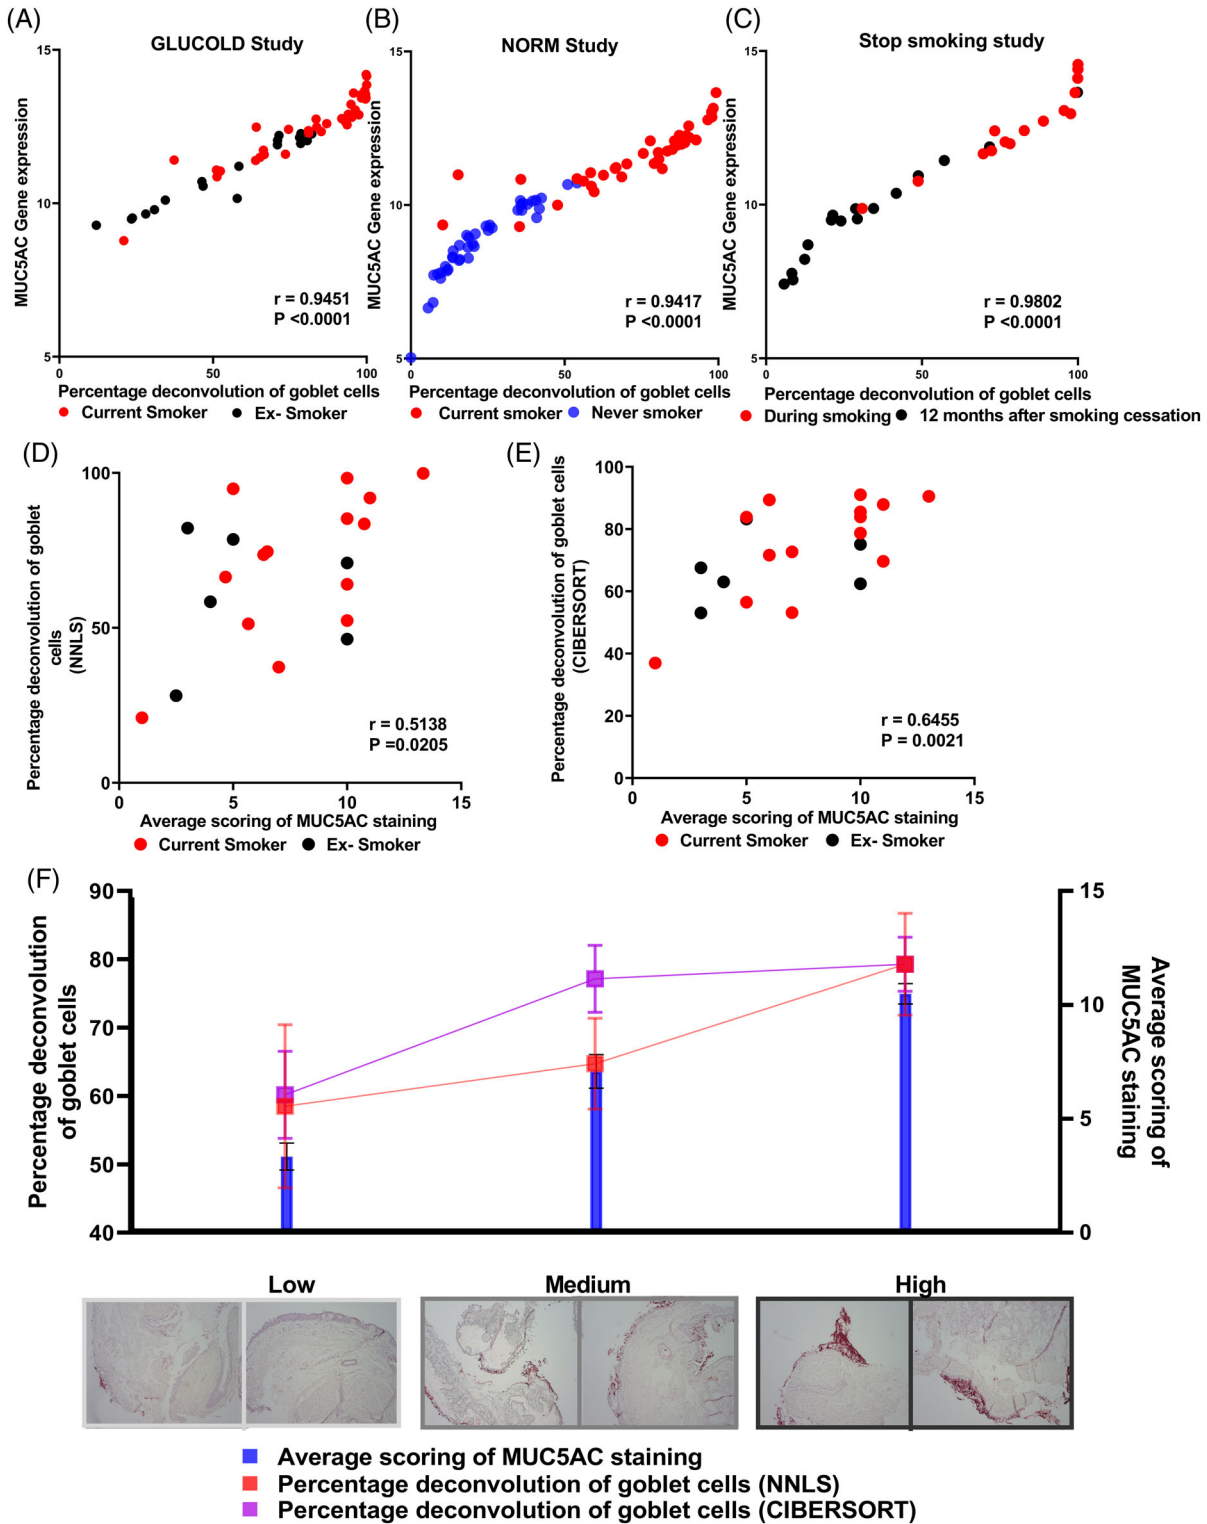 (A)
GLUCOLD Study
15
10
5
MUC5AC Gene expression
r = 0.9451
P <0.0001
0
50
100
Percentage deconvolution of goblet cells
Current Smoker
Ex- Smoker
(B)
NORM Study
15
10
5
MUC5AC Gene expression
r = 0.9417
P <0.0001
0
50
100
Percentage deconvolution of goblet cells
Current smoker
Never smoker
(C)
Stop smoking study
15
10
5
MUC5AC Gene expression
r = 0.9802
P <0.0001
0
50
100
Percentage deconvolution of goblet cells
During smoking
12 months after smoking cessation
(D)
Percentage deconvolution of goblet
cells
(NNLS)
100
50
0
r = 0.5138
P =0.0205
0
5
10
15
Average scoring of MUC5AC staining
Current Smoker
Ex- Smoker
(E)
Percentage deconvolution of goblet cells
(CIBERSORT)
100
80
60
40
20
0
r = 0.6455
P = 0.0021
0
5
10
15
Average scoring of MUC5AC staining
Current Smoker
Ex- Smoker
(F)
Percentage deconvolution
of goblet cells
90
80
70
60
50
40
15
10
5
0
Average scoring of
MUC5AC staining
Low
Medium
High
Average scoring of MUC5AC staining
Percentage deconvolution of goblet cells (NNLS)
Percentage deconvolution of goblet cells (CIBERSORT)